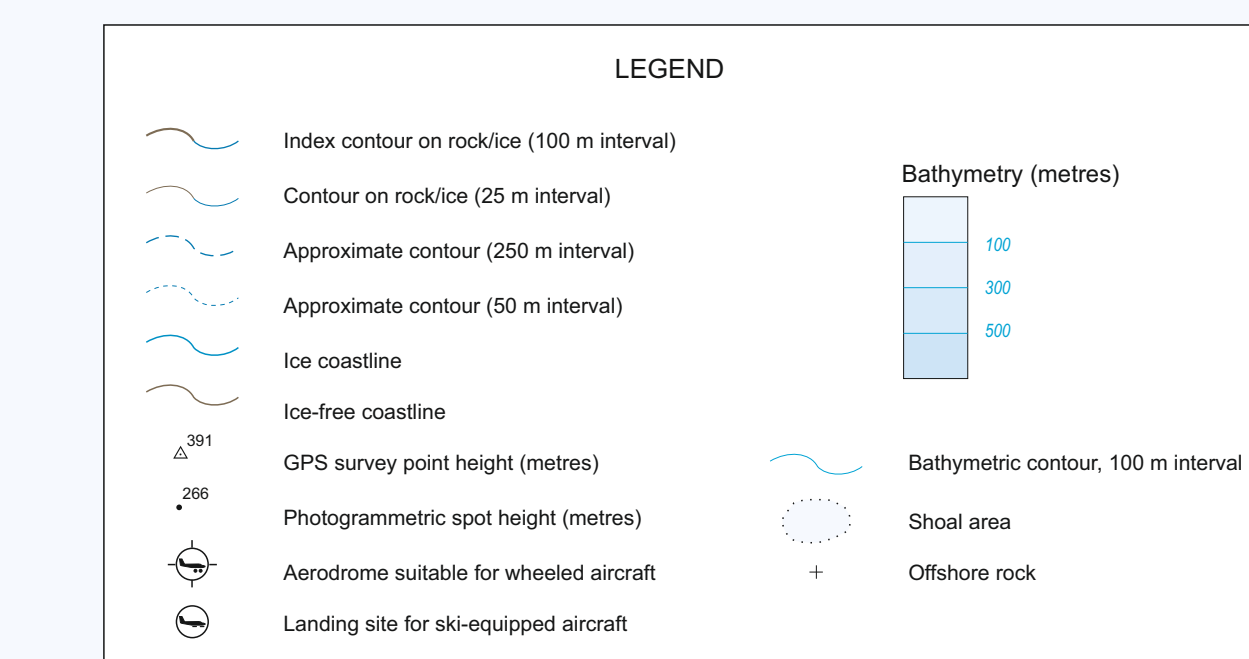 LEGEND
Index contour on rock/ice (100 m interval)
Contour on rock/ice (25 m interval)
Approximate contour (250 m interval)
Approximate contour (50 m interval)
Ice coastline
Ice-free coastline
391
GPS survey point height (metres)
266
Photogrammetric spot height (metres)
Aerodrome suitable for wheeled aircraft
Landing site for ski-equipped aircraft
Bathymetry (metres)
100
300
500
Bathymetric contour, 100 m interval
Shoal area
Offshore rock